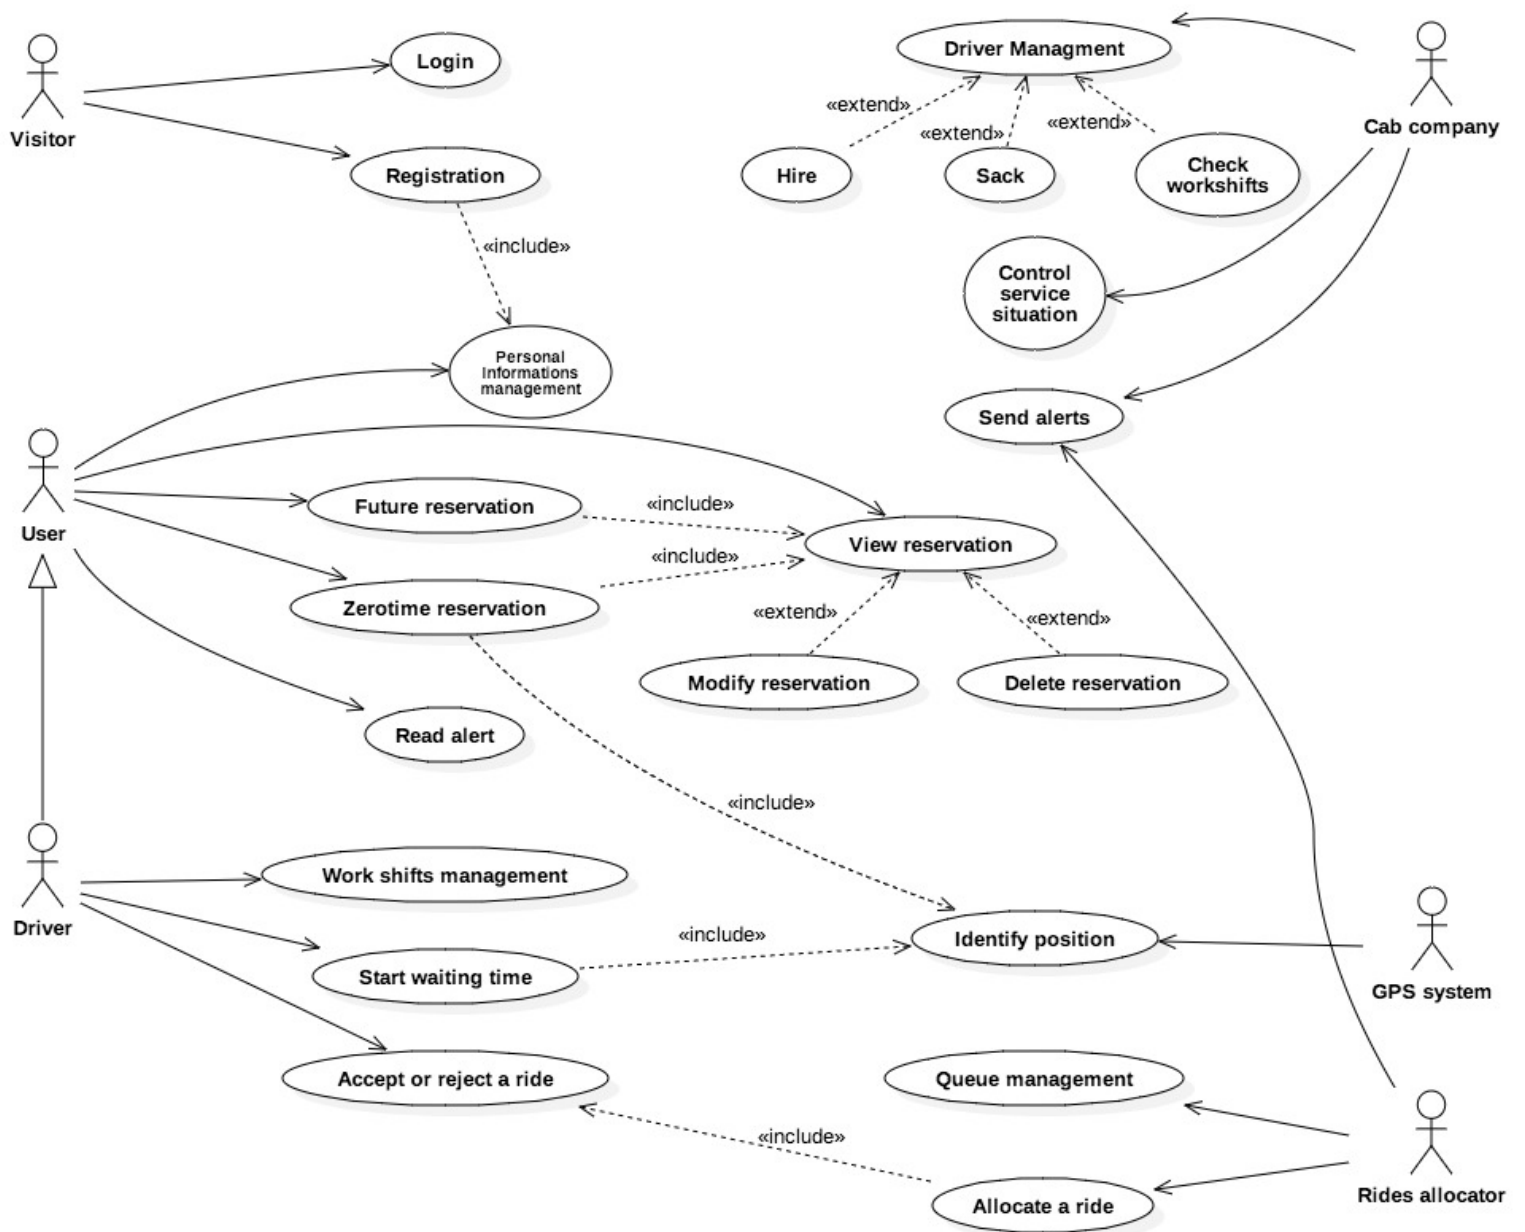 Driver Managment
Login
Cab company
«extend»
«extend»
«extend»
Visitor
Check
workshifts
Registration
Hire
Sack
«include»
Control
service
situation
Personal
Informations
management
Send alerts
«include»
Future reservation
User
View reservation
«include»
Zerotime reservation
«extend»
«extend»
Modify reservation
Delete reservation
Read alert
«include»
Work shifts management
Driver
«include»
Identify position
Start waiting time
GPS system
Accept or reject a ride
Queue management
«include»
Rides allocator
Allocate a ride